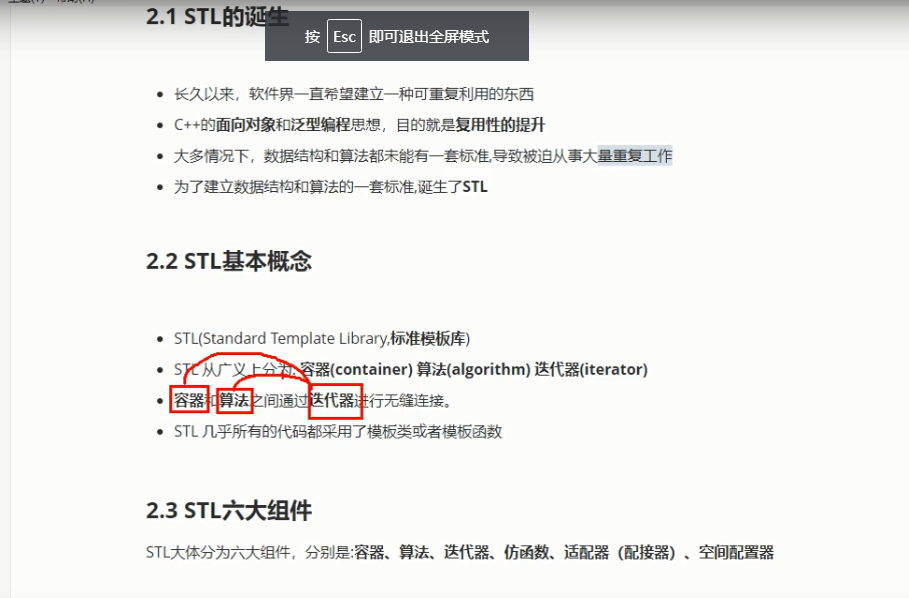 2.1 STL的诞生
按 Esc 即可退出全屏模式
长久以来，软件界一直希望建立一种可重复利用的东西
C++的面向对象和泛型编程思想，目的就是复用性的提升
大多情况下，数据结构和算法都未能有一套标准,导致被迫从事大量重复工作
为了建立数据结构和算法的一套标准,诞生了STL
2.2 STL基本概念
STL(Standard Template Library,标准模板库)
STL 从广义上分为: 容器(container) 算法(algorithm) 迭代器(iterator)
容器和算法之间通过迭代器进行无缝连接。
STL 几乎所有的代码都采用了模板类或者模板函数
2.3 STL六大组件
STL大体分为六大组件，分别是:容器、算法、迭代器、仿函数、适配器（配接器）、空间配置器